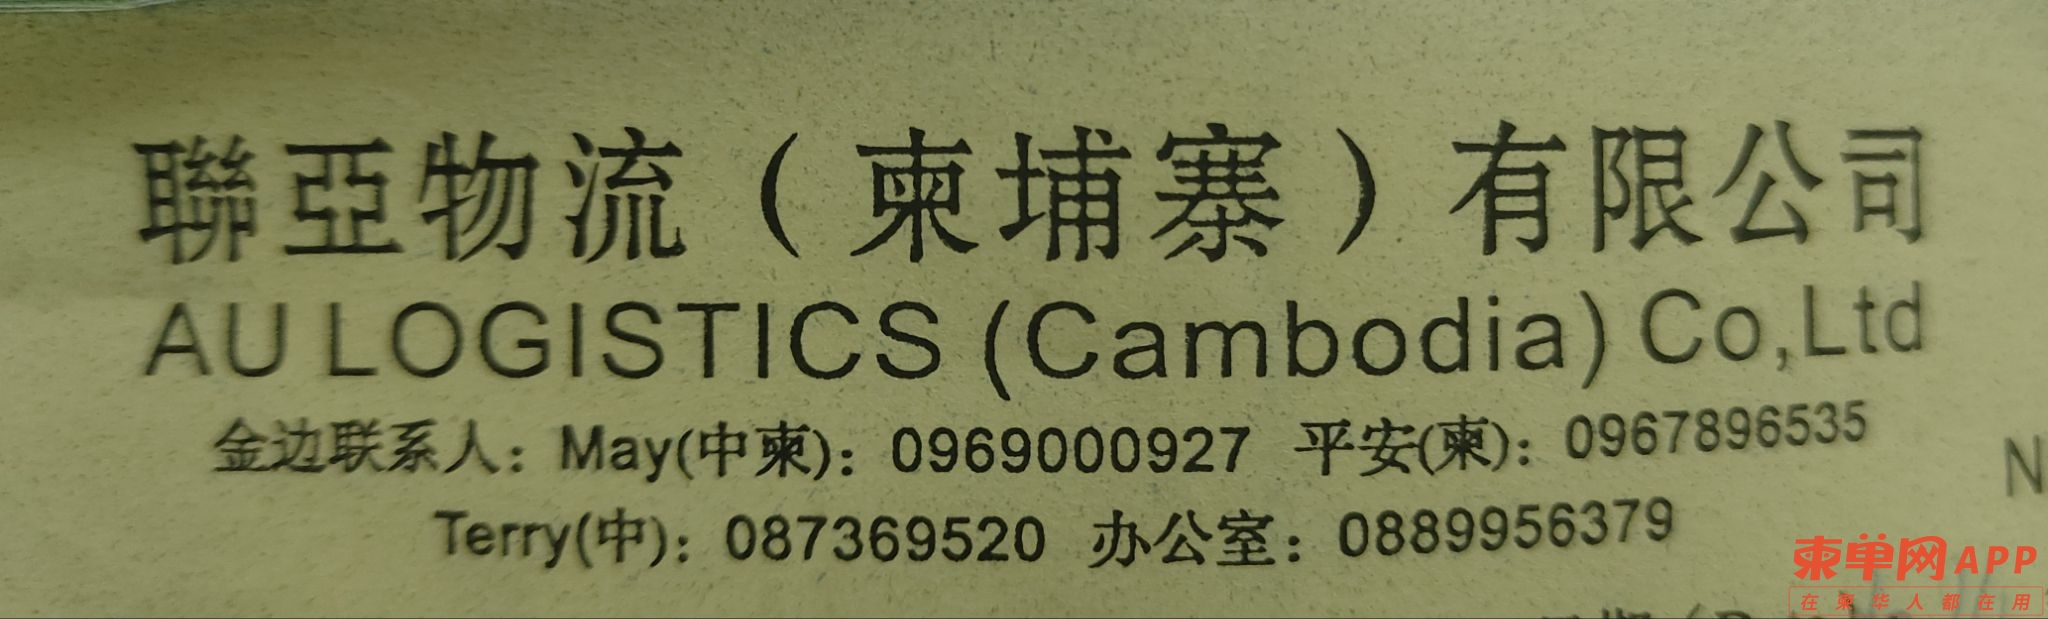 聯亞物流（柬埔寨）有限公司
AU LOGISTICS (Cambodia) Co,Ltd
金边联系人：May(中柬)：0969000927 平安(柬)：0967896535
N
Terry(中)：087369520 办公室：0889956379
柬单网APP
在柬华人都在用